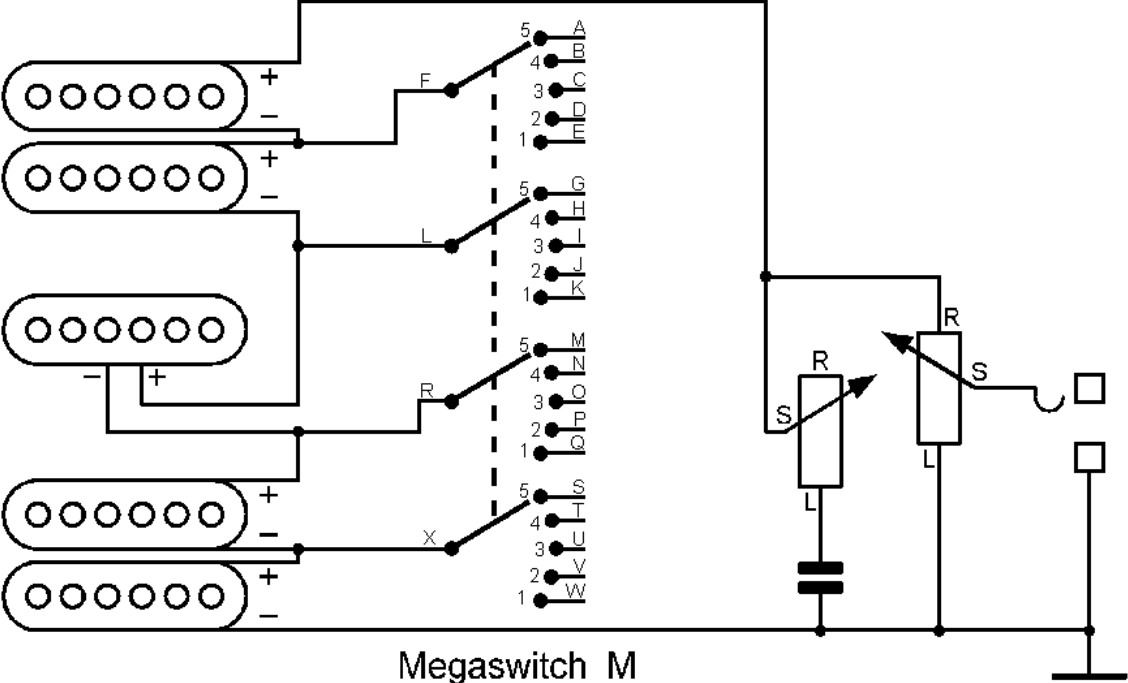 5 A
4 B
+
F
3 C
2 D
−
1 E
+
5 G
−
4 H
L
3 I
2 J
1 K
R
5 M
R
− +
4 N
S
R
3 O
S
2 P
1 Q
L
+
5 S
L
4 T
−
X
3 U
+
2 V
1 W
−
Megaswitch M